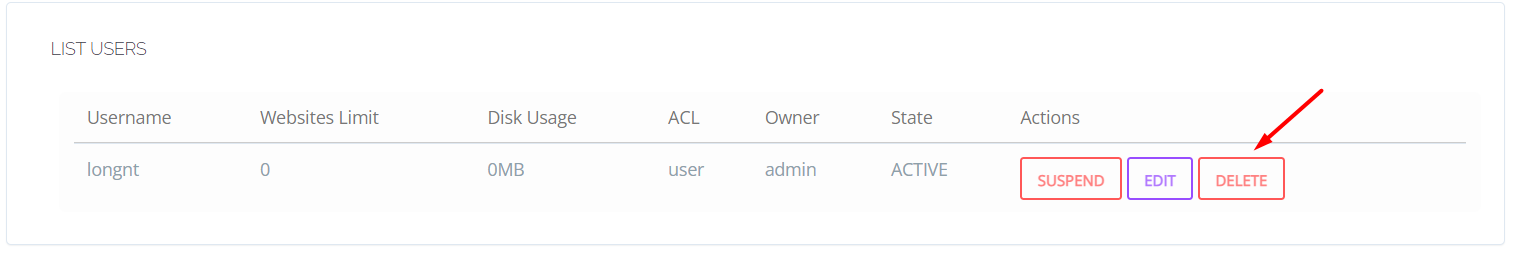 LIST USERS
Username Websites Limit Disk Usage ACL Owner State Actions
longnt 0 0MB user admin ACTIVE SUSPEND EDIT DELETE